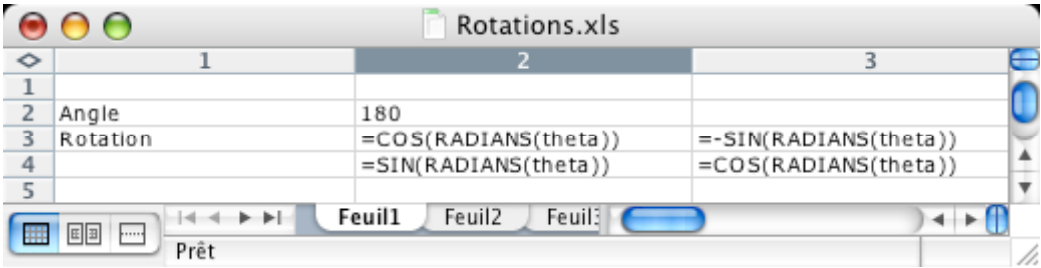 Rotations.xls
1 2 3
1
2 Angle 180
3 Rotation =COS(RADIANS(theta)) =-SIN(RADIANS(theta))
4 =SIN(RADIANS(theta)) =COS(RADIANS(theta))
5
Feuil1 Feuil2 Feuil3
Prêt